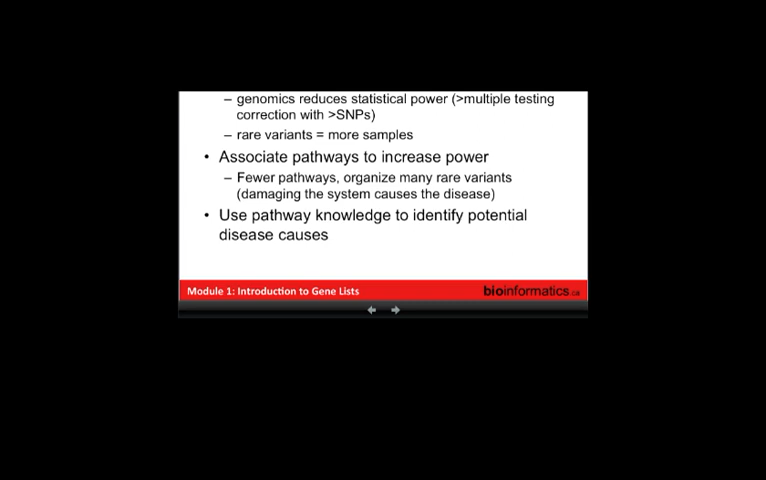 – genomics reduces statistical power (>multiple testing
correction with >SNPs)
– rare variants = more samples
• Associate pathways to increase power
– Fewer pathways, organize many rare variants
(damaging the system causes the disease)
• Use pathway knowledge to identify potential
disease causes
Module 1: Introduction to Gene Lists bioinformatics.ca